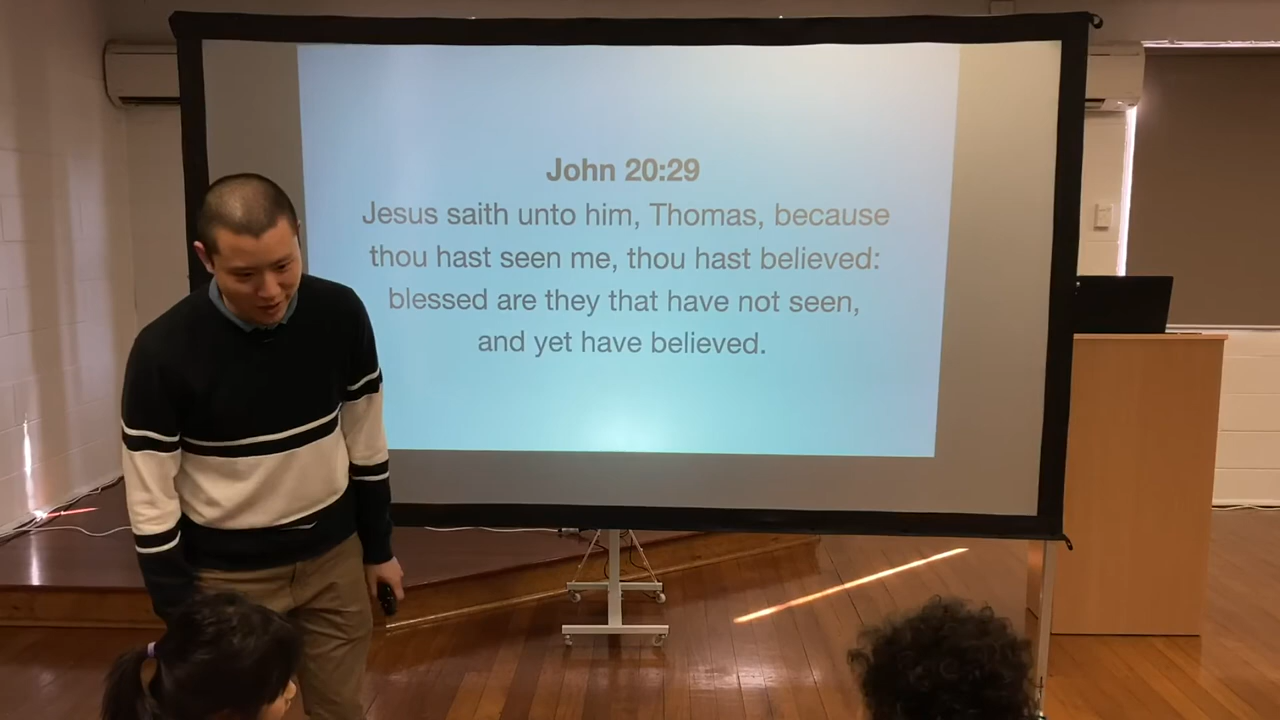 John 20:29
Jesus saith unto him, Thomas, because
thou hast seen me, thou hast believed:
blessed are they that have not seen,
and yet have believed.